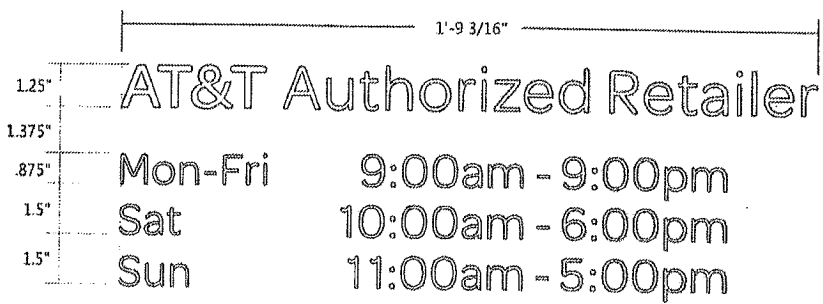 1'-9 3/16"
1.25" AT&T Authorized Retailer
1.375"
.875" Mon-Fri 9:00am - 9:00pm
1.5" Sat 10:00am - 6:00pm
1.5" Sun 11:00am - 5:00pm